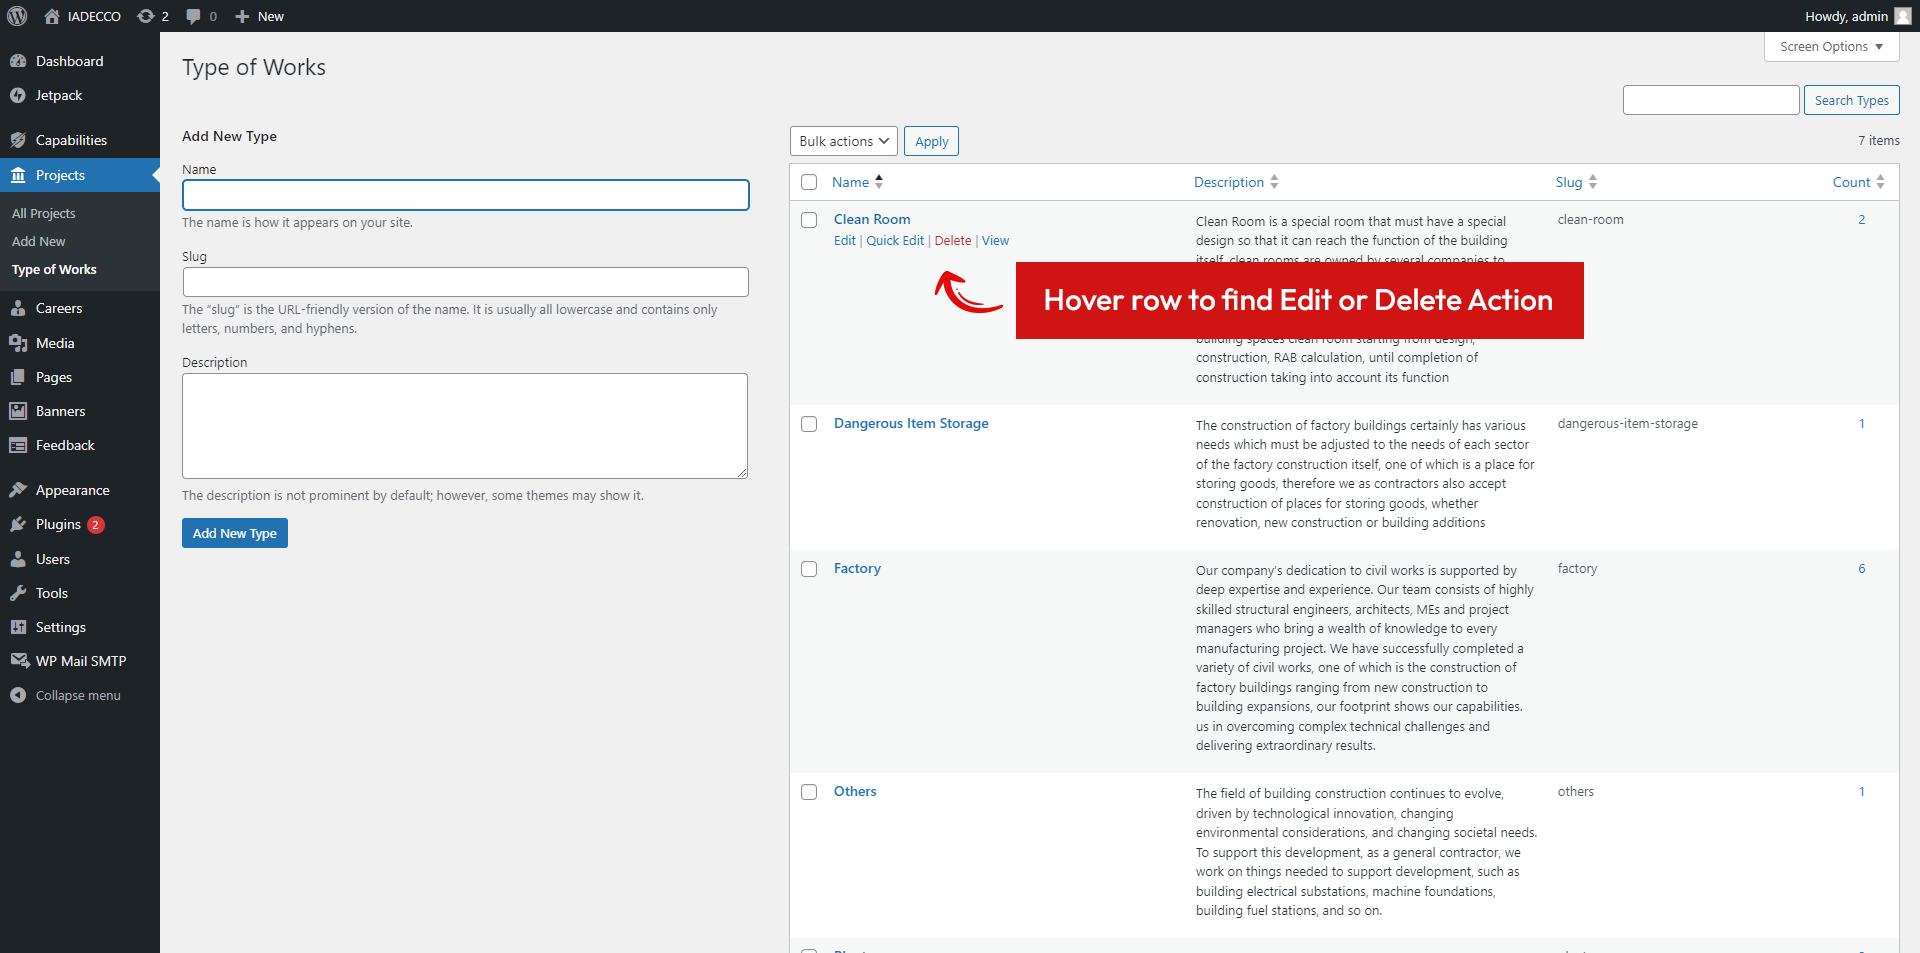 IADECCO 2 0 New Howdy, admin
Dashboard
Jetpack
Capabilities
Projects
All Projects
Add New
Type of Works
Careers
Media
Pages
Banners
Feedback
Appearance
Plugins 2
Users
Tools
Settings
WP Mail SMTP
Collapse menu
Screen Options
Type of Works
Search Types
Add New Type
Name
The name is how it appears on your site.
Slug
The “slug” is the URL-friendly version of the name. It is usually all lowercase and contains only
letters, numbers, and hyphens.
Description
The description is not prominent by default; however, some themes may show it.
Add New Type
Bulk actions Apply 7 items
Name Description Slug Count
Clean Room
Edit | Quick Edit | Delete | View
Clean Room is a special room that must have a special
design so that it can reach the function of the building
itself, clean rooms are owned by several companies to
Hover row to find Edit or Delete Action
building spaces clean room starting from design,
construction, RAB calculation, until completion of
construction taking into account its function
clean-room
2
Dangerous Item Storage
The construction of factory buildings certainly has various
needs which must be adjusted to the needs of each sector
of the factory construction itself, one of which is a place for
storing goods, therefore we as contractors also accept
construction of places for storing goods, whether
renovation, new construction or building additions
dangerous-item-storage
1
Factory
Our company's dedication to civil works is supported by
deep expertise and experience. Our team consists of highly
skilled structural engineers, architects, MEs and project
managers who bring a wealth of knowledge to every
manufacturing project. We have successfully completed a
variety of civil works, one of which is the construction of
factory buildings ranging from new construction to
building expansions, our footprint shows our capabilities.
us in overcoming complex technical challenges and
delivering extraordinary results.
factory
6
Others
The field of building construction continues to evolve,
driven by technological innovation, changing
environmental considerations, and changing societal needs.
To support this development, as a general contractor, we
work on things needed to support development, such as
building electrical substations, machine foundations,
building fuel stations, and so on.
others
1